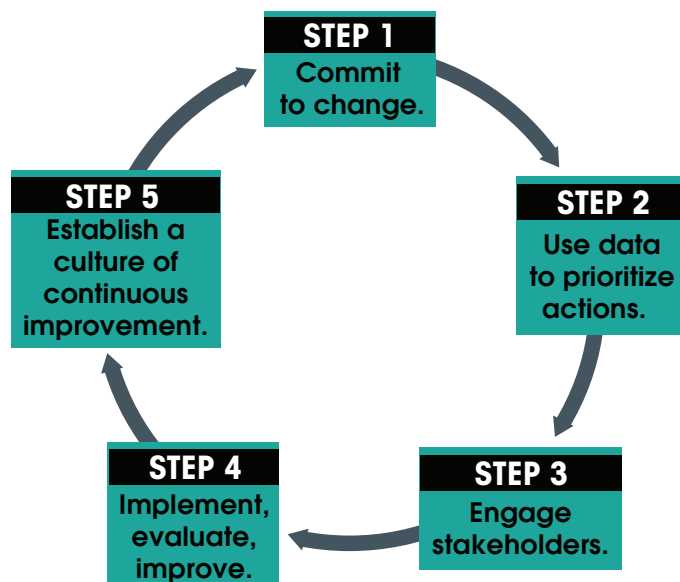 STEP 1
Commit
to change.
STEP 2
Use data
to prioritize
actions.
STEP 3
Engage
stakeholders.
STEP 4
Implement,
evaluate,
improve.
STEP 5
Establish a
culture of
continuous
improvement.